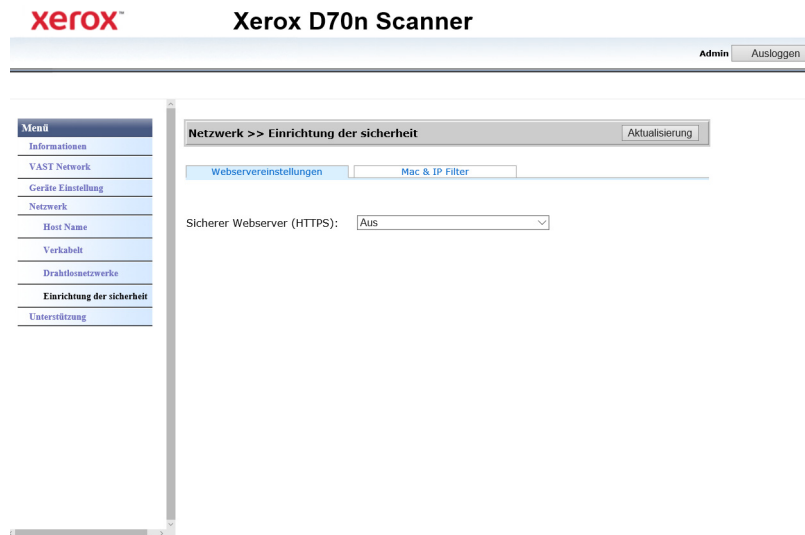 xerox™
Xerox D70n Scanner
Admin
Ausloggen
Menü
Informationen
VAST Network
Geräte Einstellung
Netzwerk
Host Name
Verkabelt
Drahtlosnetzwerke
Einrichtung der sicherheit
Unterstützung
Netzwerk >> Einrichtung der sicherheit
Aktualisierung
Webservereinstellungen
Mac & IP Filter
Sicherer Webserver (HTTPS): Aus